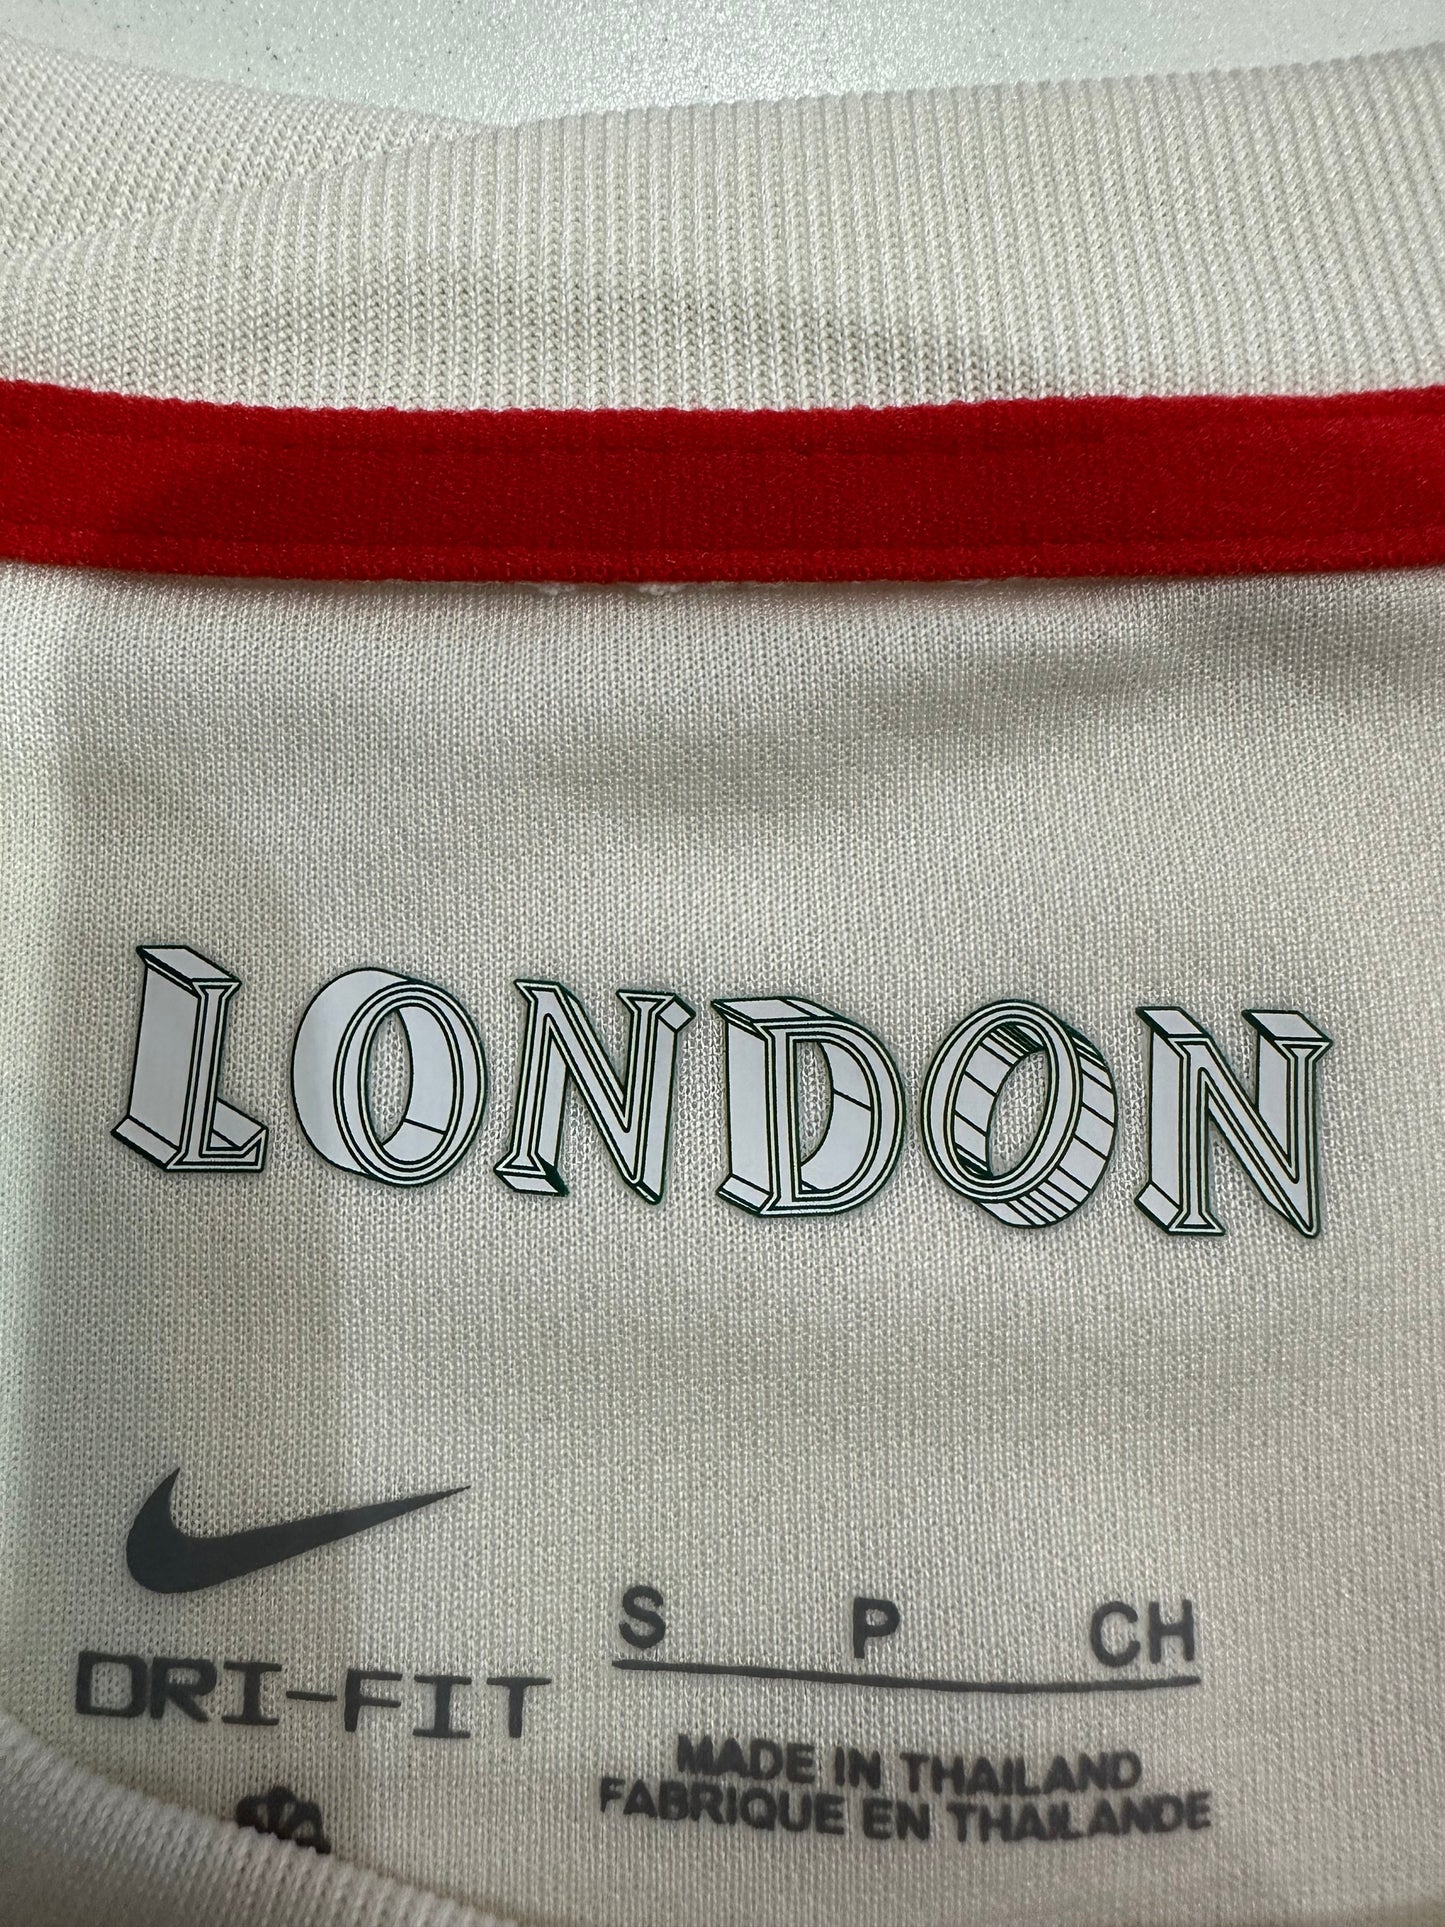 LONDON
DRI-FIT
S P CH
MADE IN THAILAND
FABRIQUE EN THAILANDE